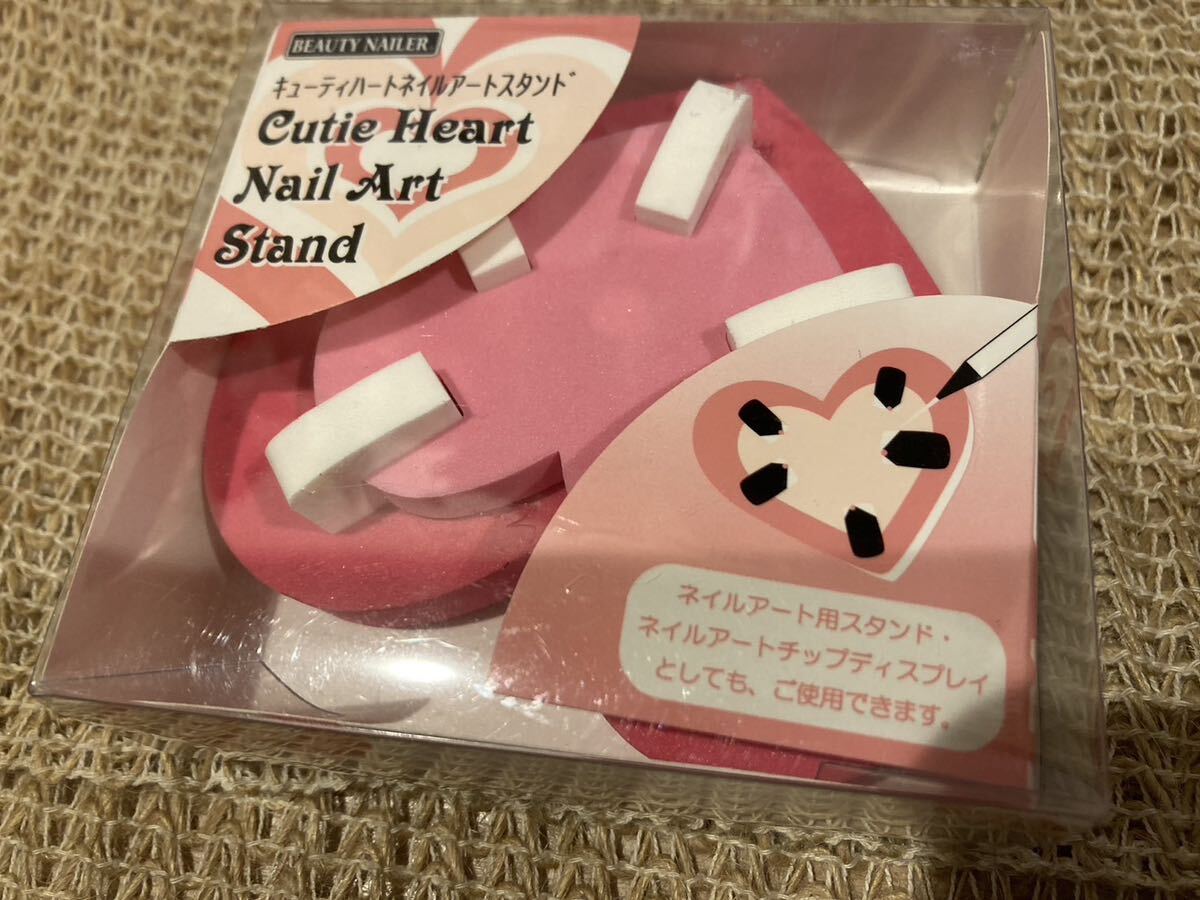 BEAUTY NAILER
キューティハートネイルアートスタンド
Cutie Heart
Nail Art
Stand
ネイルアート用スタンド・
ネイルアートチップディスプレイ
としても、ご使用できます。